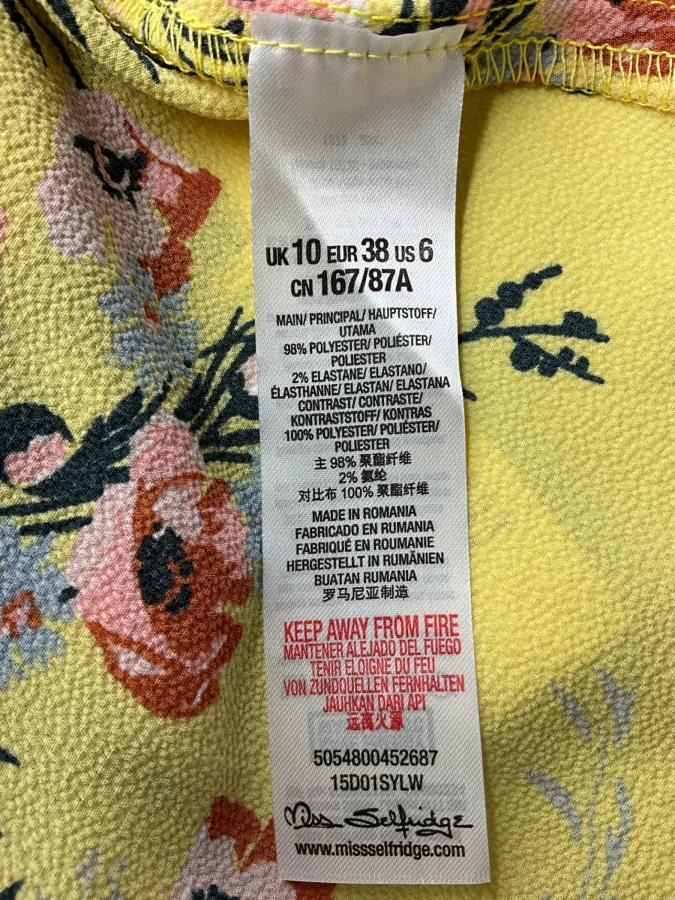 UK 10 EUR 38 US 6
CN 167/87A
MAIN/ PRINCIPAL/ HAUPTSTOFF/
UTAMA
98% POLYESTER/ POLIÉSTER/
POLIESTER
2% ELASTANE/ ELASTANO/
ÉLASTHANNE/ ELASTAN/ ELASTANA
CONTRAST/ CONTRASTE/
KONTRASTSTOFF/ KONTRAS
100% POLYESTER/ POLIÉSTER/
POLIESTER
主 98% 聚酯纤维
2% 氨纶
对比布 100% 聚酯纤维
MADE IN ROMANIA
FABRICADO EN RUMANIA
FABRIQUÉ EN ROUMANIE
HERGESTELLT IN RUMÄNIEN
BUATAN RUMANIA
罗马尼亚制造
KEEP AWAY FROM FIRE
MANTENER ALEJADO DEL FUEGO
TENIR ELOIGNE DU FEU
VON ZUNDQUELLEN FERNHALTEN
JAUHKAN DARI API
远离火源
5054800452687
15D01SYLW
Miss Selfridge
www.missselfridge.com